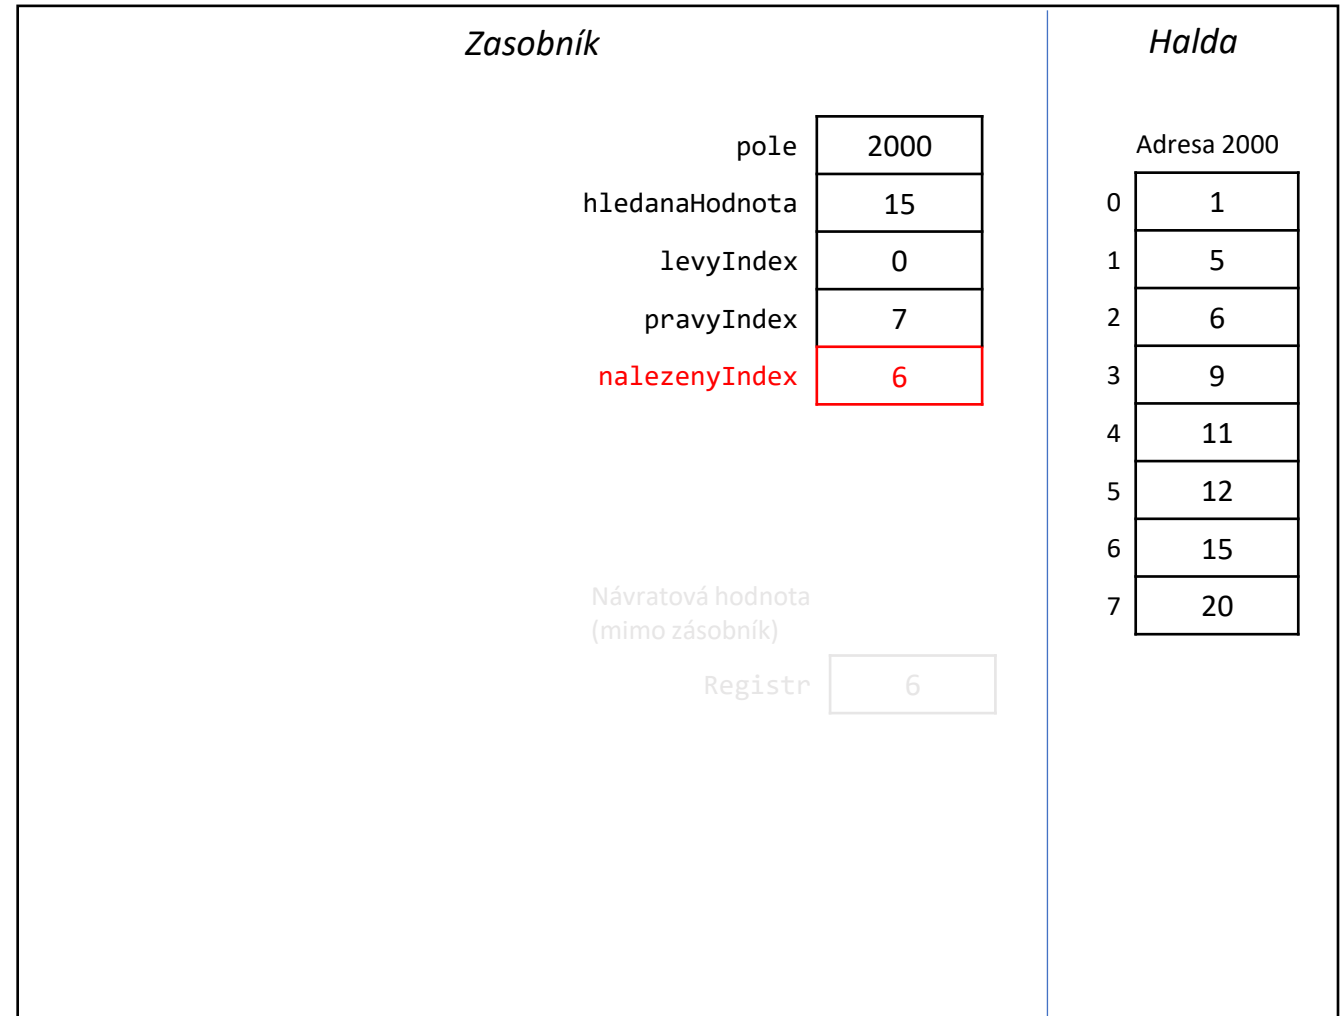 Zasobník
Halda
pole 2000
hledanaHodnota 15
levyIndex 0
pravyIndex 7
nalezenyIndex 6
Návratová hodnota
(mimo zásobník)
Registr 6
Adresa 2000
0 1
1 5
2 6
3 9
4 11
5 12
6 15
7 20